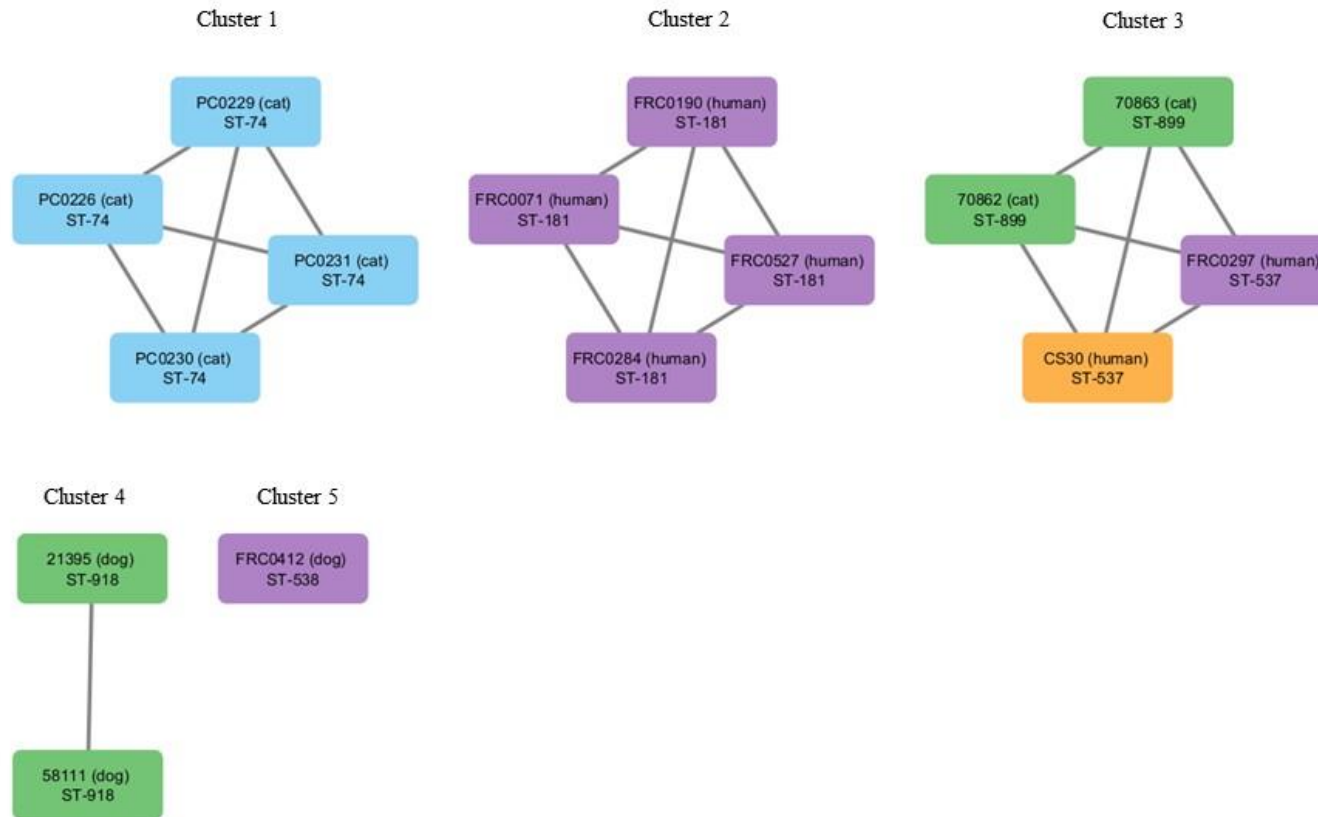 Cluster 1
Cluster 2
Cluster 3
PC0229 (cat)
ST-74
PC0226 (cat)
ST-74
PC0231 (cat)
ST-74
PC0230 (cat)
ST-74
FRC0190 (human)
ST-181
FRC0071 (human)
ST-181
FRC0527 (human)
ST-181
FRC0284 (human)
ST-181
70863 (cat)
ST-899
70862 (cat)
ST-899
FRC0297 (human)
ST-537
CS30 (human)
ST-537
Cluster 4
Cluster 5
21395 (dog)
ST-918
58111 (dog)
ST-918
FRC0412 (dog)
ST-538